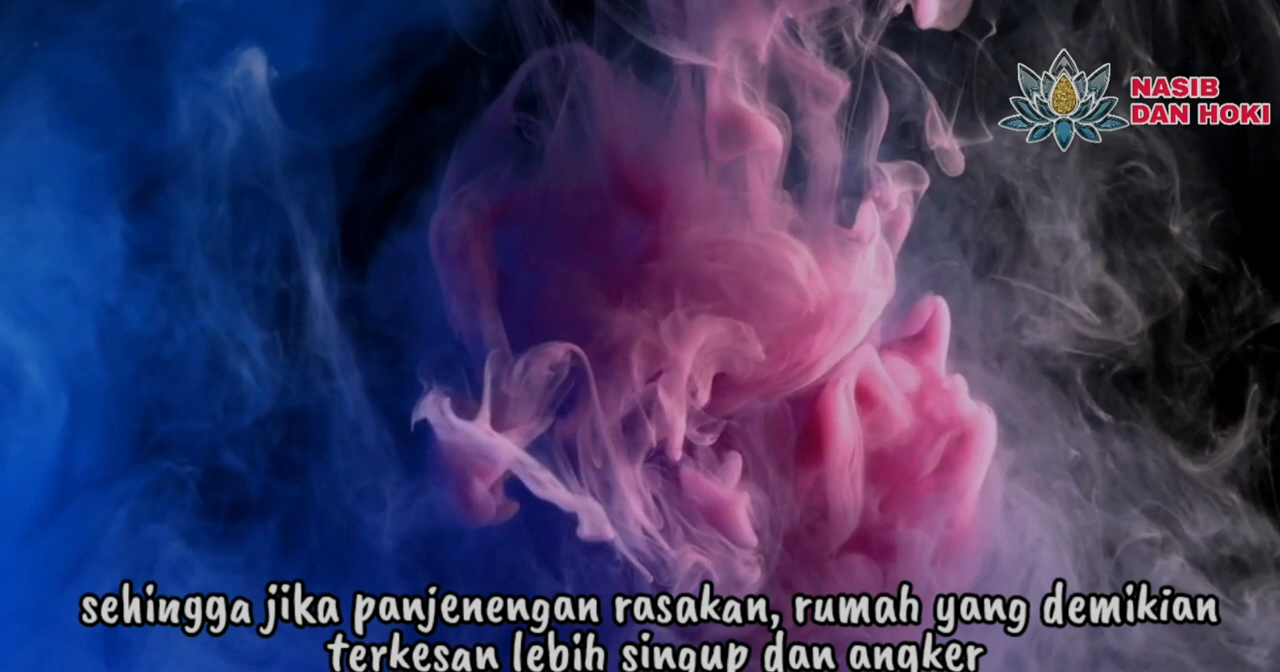 NASIB
DAN HOKI
sehingga jika panjenengan rasakan, rumah yang demikian
terkesan lebih singup dan angker